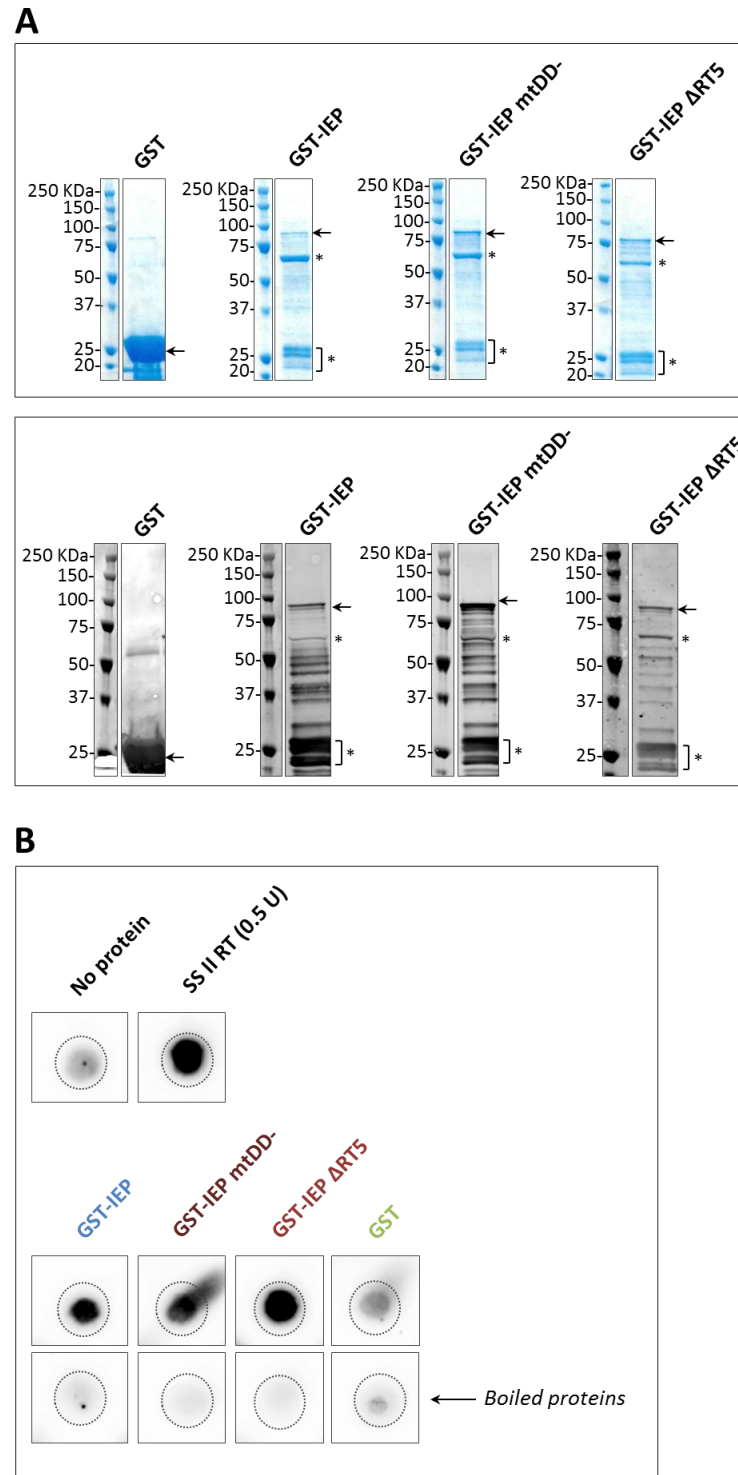 A
GST
GST-IEP
GST-IEP mtDD-
GST-IEP ΔRT5
250 KDa-
150-
100-
75-
50-
37-
25-
20-
←
250 KDa-
150-
100-
75-
50-
37-
25-
20-
←
*
*
250 KDa-
150-
100-
75-
50-
37-
25-
20-
←
*
*
250 KDa-
150-
100-
75-
50-
37-
25-
20-
←
*
*
GST
GST-IEP
GST-IEP mtDD-
GST-IEP ΔRT5
250 KDa-
150-
100-
75-
50-
37-
25-
←
250 KDa-
150-
100-
75-
50-
37-
25-
←
*
*
250 KDa-
150-
100-
75-
50-
37-
25-
←
*
*
250 KDa-
150-
100-
75-
50-
37-
25-
←
*
*
B
No protein
SS II RT (0.5 U)
GST-IEP
GST-IEP mtDD-
GST-IEP ΔRT5
GST
← Boiled proteins